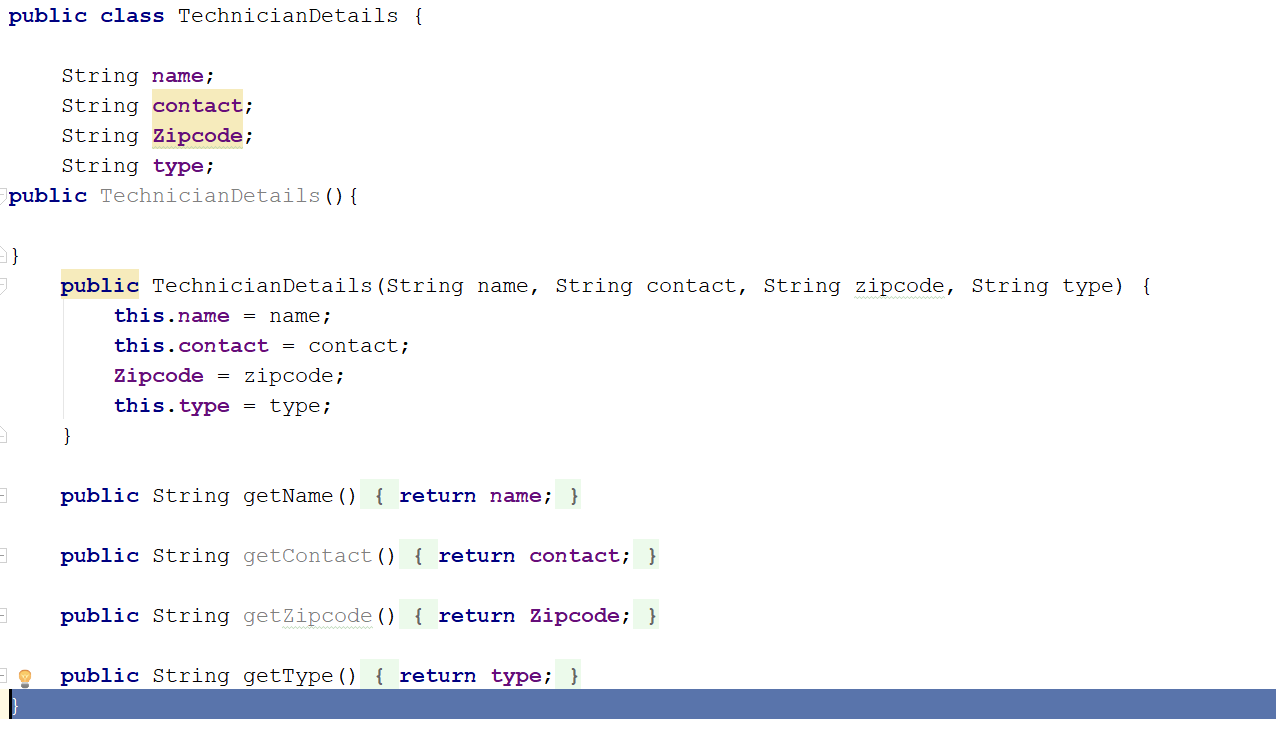 public class TechnicianDetails {
String name;
String contact;
String Zipcode;
String type;
public TechnicianDetails(){
}
public TechnicianDetails(String name, String contact, String zipcode, String type) {
this.name = name;
this.contact = contact;
Zipcode = zipcode;
this.type = type;
}
public String getName() { return name; }
public String getContact() { return contact; }
public String getZipcode() { return Zipcode; }
public String getType() { return type; }
}